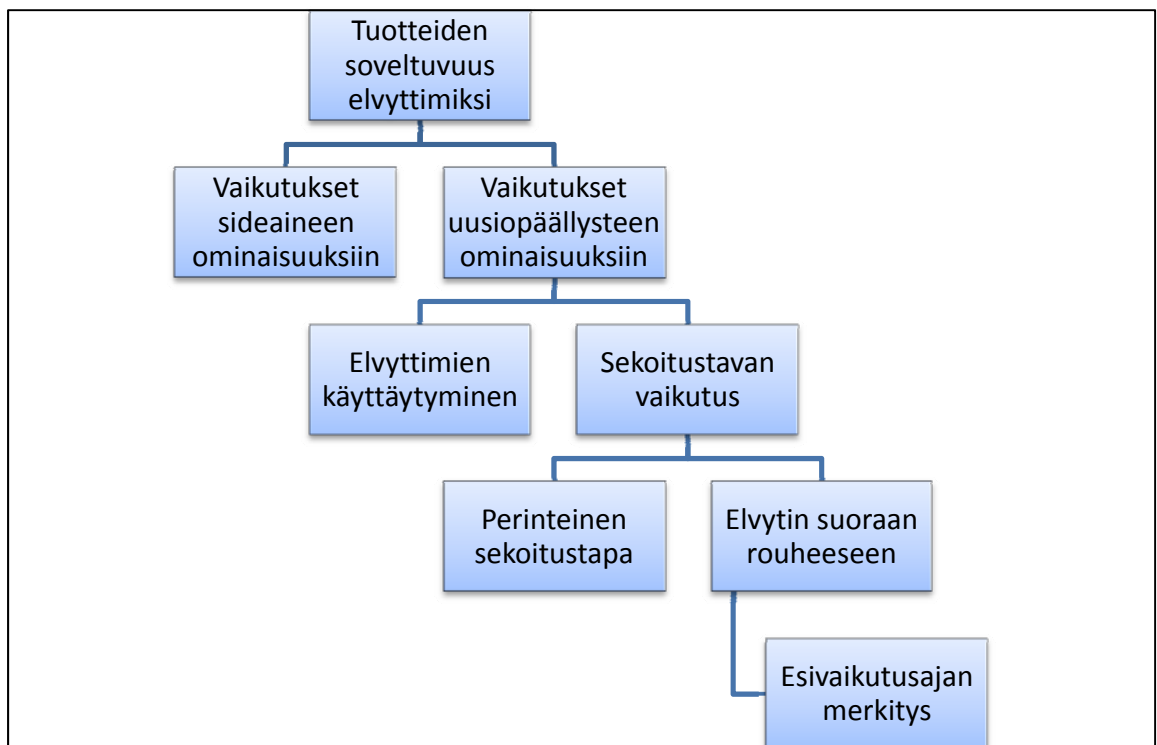 Tuotteiden
soveltuvuus
elvyttimiksi
Vaikutukset
sideaineen
ominaisuuksiin
Vaikutukset
uusiopäällysteen
ominaisuuksiin
Elvyttimien
käyttäytyminen
Sekoitustavan
vaikutus
Perinteinen
sekoitustapa
Elvytin suoraan
rouheeseen
Esivaikutusajan
merkitys